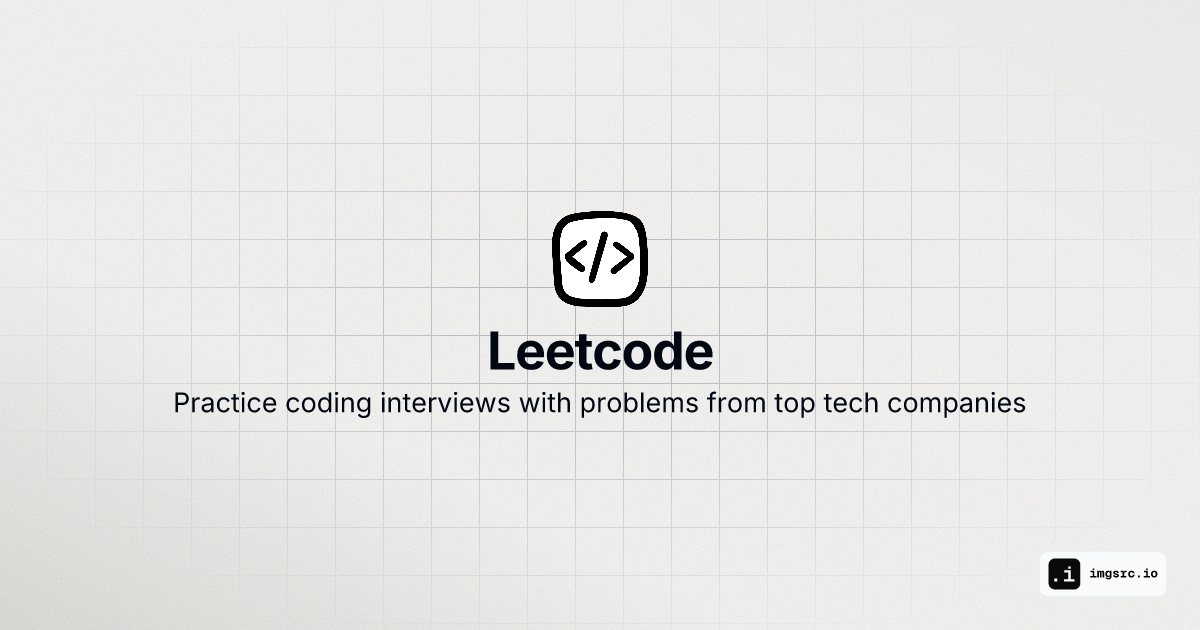 </>
Leetcode
Practice coding interviews with problems from top tech companies
.i imgsrc.io